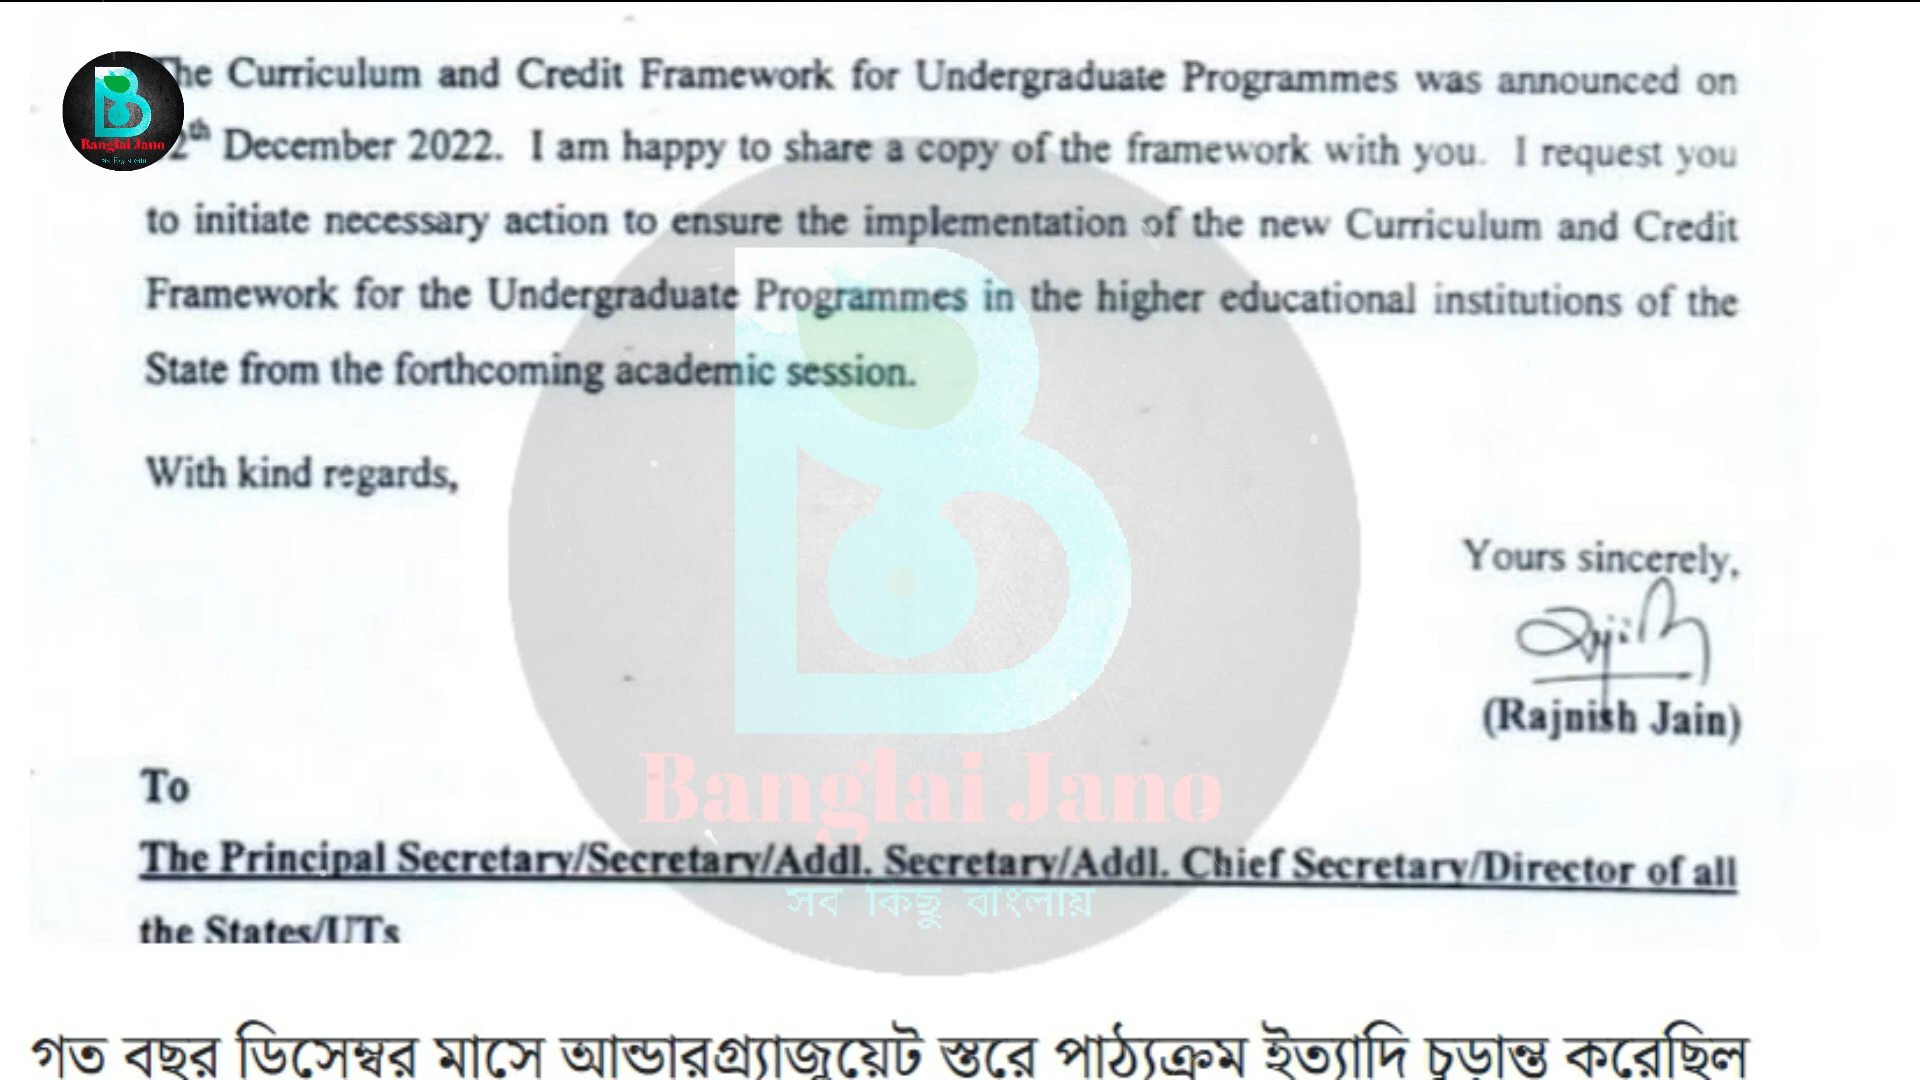 The Curriculum and Credit Framework for Undergraduate Programmes was announced on
2th December 2022. I am happy to share a copy of the framework with you. I request you
to initiate necessary action to ensure the implementation of the new Curriculum and Credit
Framework for the Undergraduate Programmes in the higher educational institutions of the
State from the forthcoming academic session.
With kind regards,
Yours sincerely,
(Rajnish Jain)
To
The Principal Secretary/Secretary/Addl. Secretary/Addl. Chief Secretary/Director of all
the States/UTs
গত বছর ডিসেম্বর মাসে আন্ডারগ্র্যাজুয়েট স্তরে পাঠ্যক্রম ইত্যাদি চূড়ান্ত করেছিল
Banglai Jano
Banglai Jano
সব কিছু বাংলায়